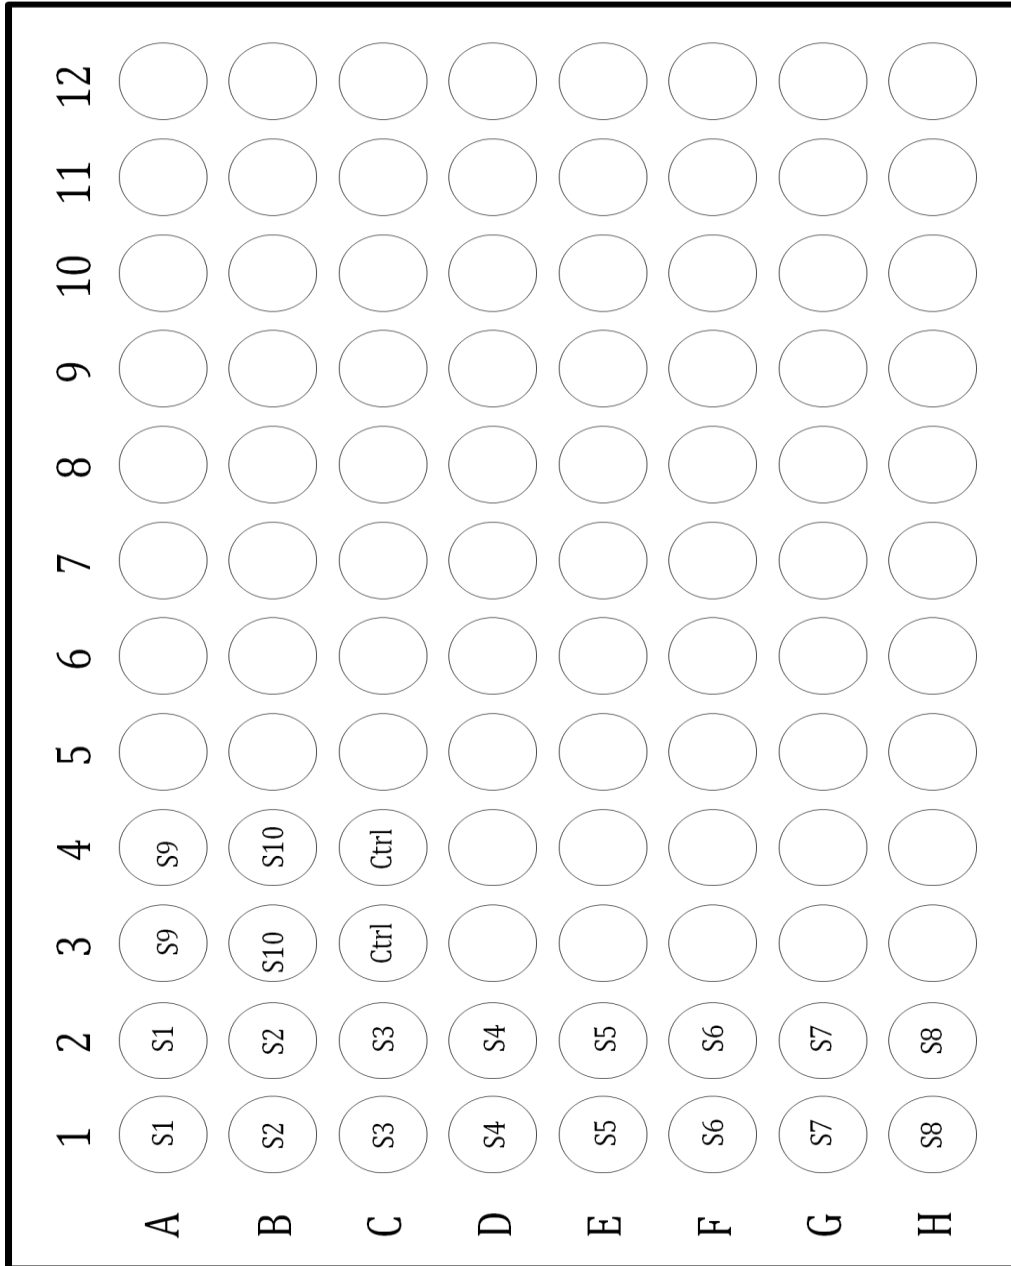 1 2 3 4 5 6 7 8 9 10 11 12
A S1 S1 S9 S9
B S2 S2 S10 S10
C S3 S3 Ctrl Ctrl
D S4 S4
E S5 S5
F S6 S6
G S7 S7
H S8 S8